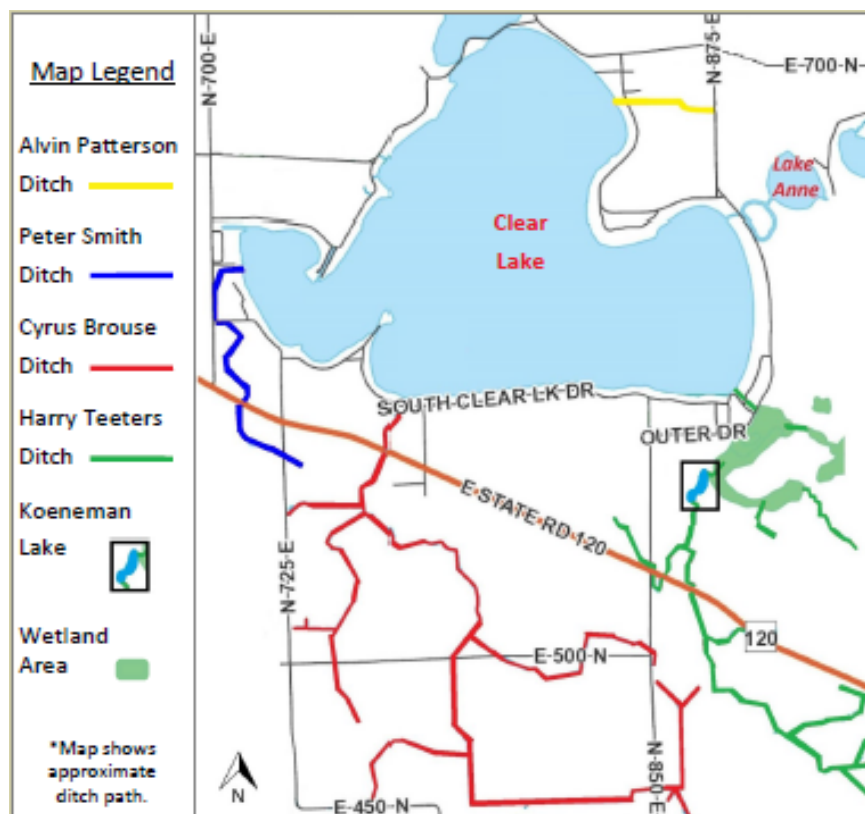 Map Legend
Alvin Patterson
Ditch
Peter Smith
Ditch
Cyrus Brouse
Ditch
Harry Teeters
Ditch
Koeneman
Lake
Wetland
Area
*Map shows
approximate
ditch path.
N-700-E
N-875-E
E-700-N
Lake
Anne
Clear
Lake
SOUTH CLEAR LK DR
OUTER DR
E STATE RD 120
N-725-E
120
E-500-N
N-850-E
E-450-N
N